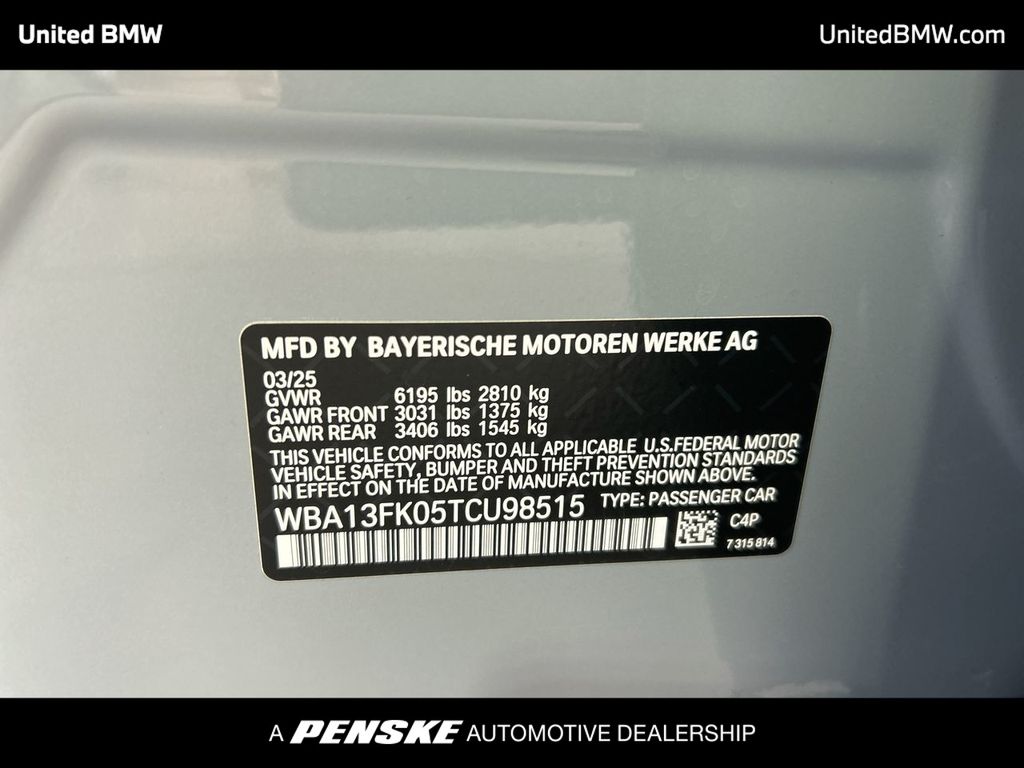 United BMW
UnitedBMW.com
MFD BY BAYERISCHE MOTOREN WERKE AG
03/25
GVWR 6195 lbs 2810 kg
GAWR FRONT 3031 lbs 1375 kg
GAWR REAR 3406 lbs 1545 kg
THIS VEHICLE CONFORMS TO ALL APPLICABLE U.S.FEDERAL MOTOR
VEHICLE SAFETY, BUMPER AND THEFT PREVENTION STANDARDS
IN EFFECT ON THE DATE OF MANUFACTURE SHOWN ABOVE.
WBA13FK05TCU98515 TYPE: PASSENGER CAR
C4P
7 315 814
A PENSKE AUTOMOTIVE DEALERSHIP